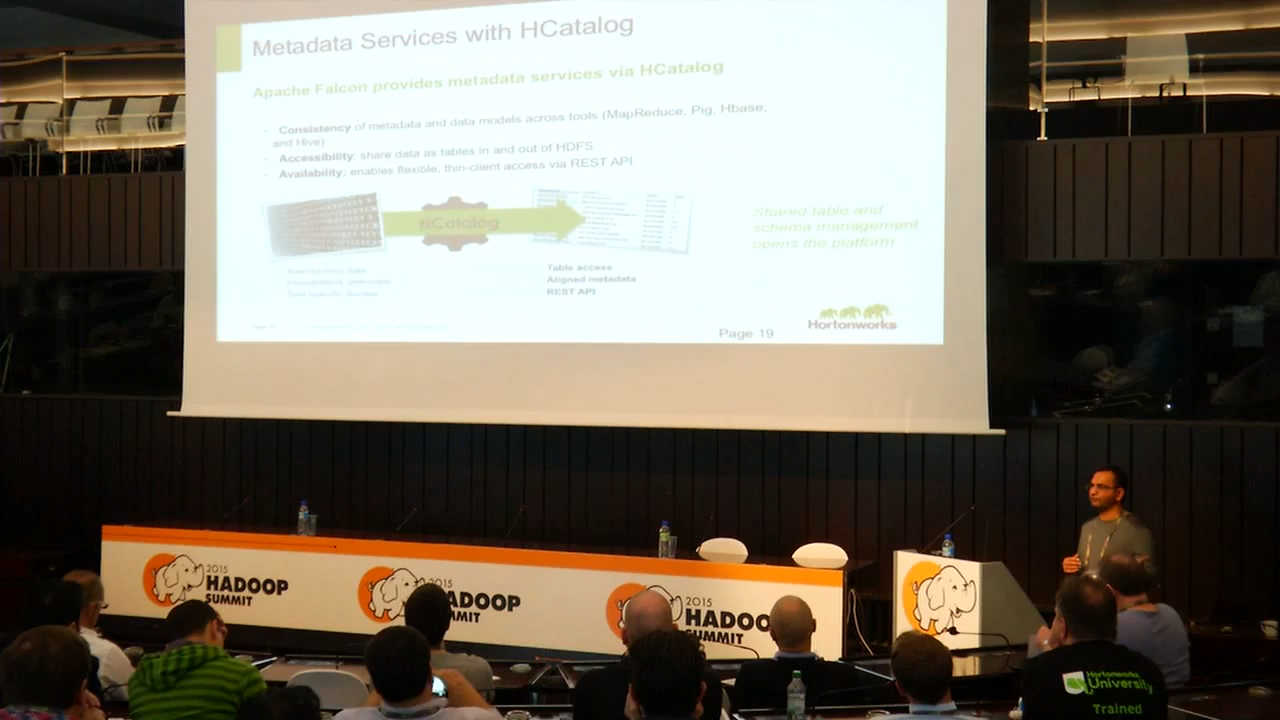 Metadata Services with HCatalog
Apache Falcon provides metadata services via HCatalog
- Consistency of metadata and data models across tools (MapReduce, Pig, Hbase,
and Hive)
- Accessibility: share data as tables in and out of HDFS
- Availability: enables flexible, thin-client access via REST API
HCatalog
Shared table and
schema management
opens the platform
Table access
Aligned metadata
REST API
Hortonworks
Page 19
2015
HADOOP
SUMMIT
2015
ADOOP
MMIT
2015
HADOO
SUMMIT
Hortonworks
University
Trained